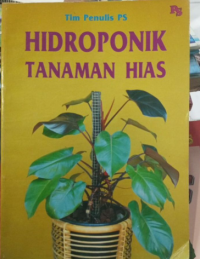 Tim Penulis PS
PS
HIDROPONIK
TANAMAN HIAS